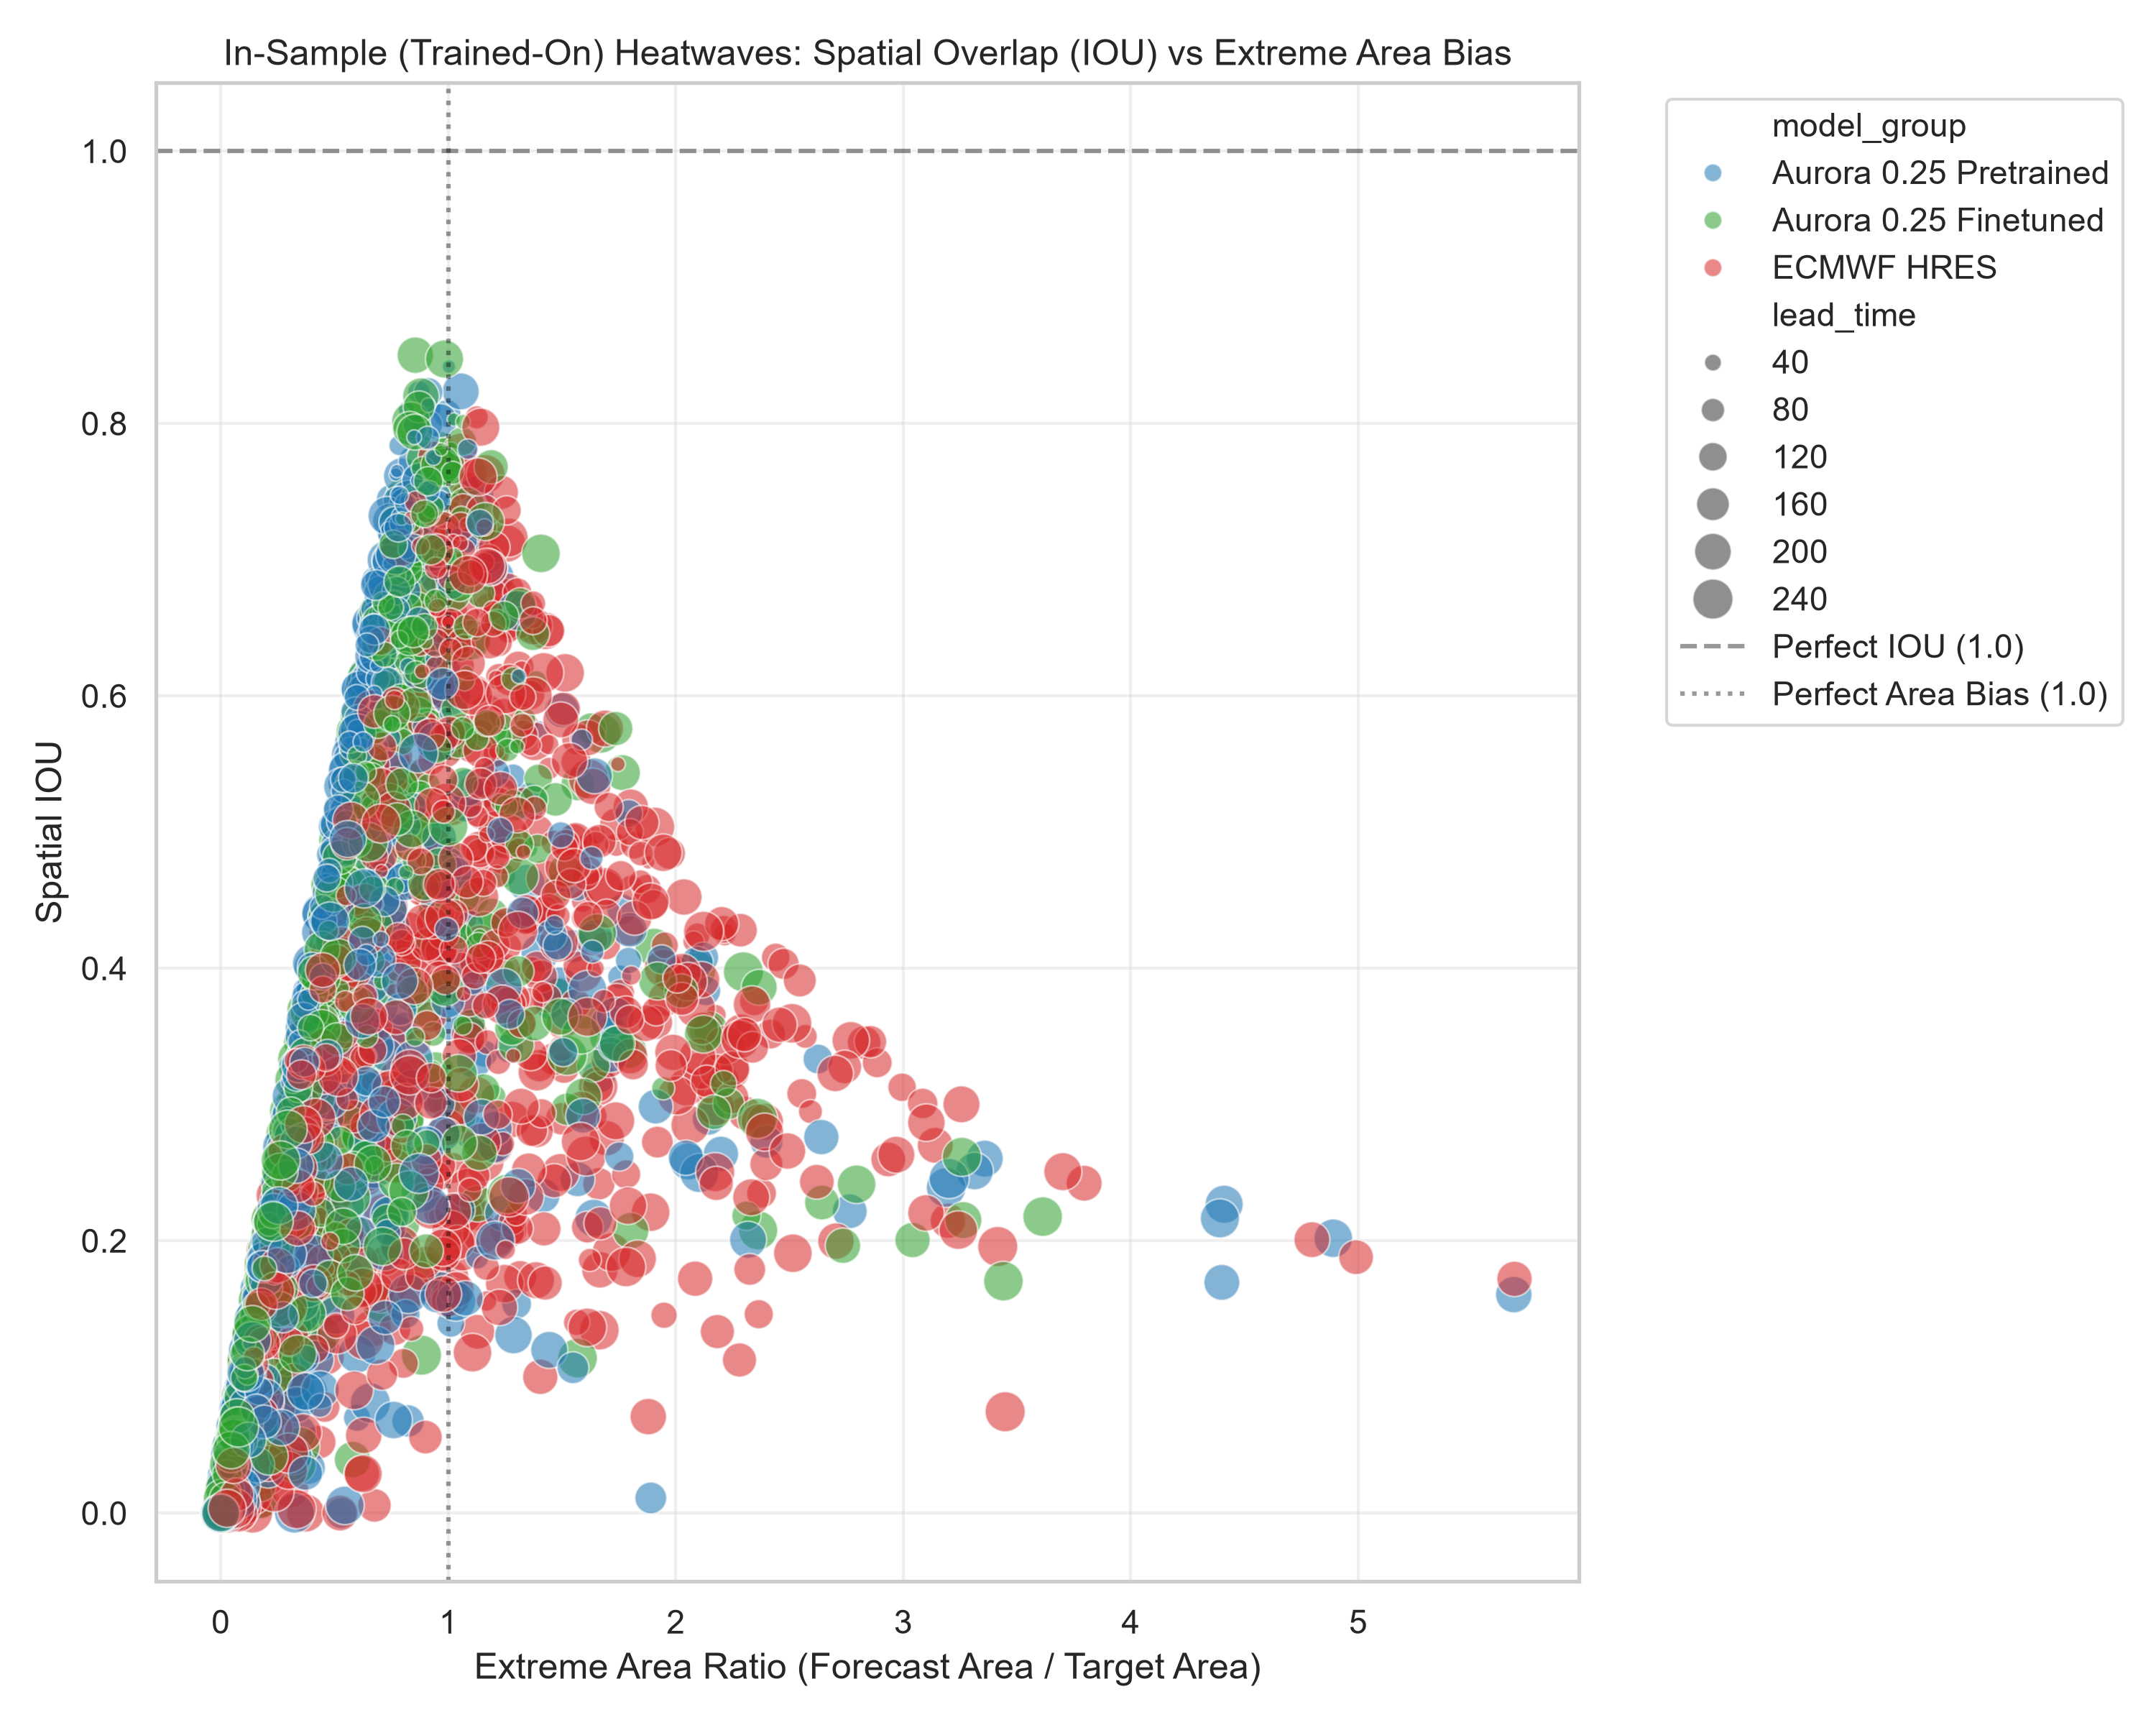 In-Sample (Trained-On) Heatwaves: Spatial Overlap (IOU) vs Extreme Area Bias
1.0
0.8
0.6
0.4
0.2
0.0
Spatial IOU
0 1 2 3 4 5
Extreme Area Ratio (Forecast Area / Target Area)
model_group
Aurora 0.25 Pretrained
Aurora 0.25 Finetuned
ECMWF HRES
lead_time
40
80
120
160
200
240
Perfect IOU (1.0)
Perfect Area Bias (1.0)